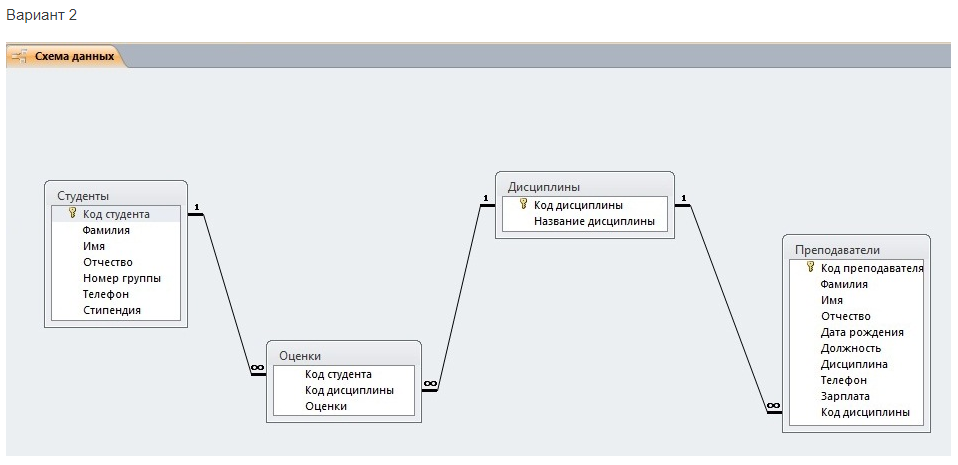 Вариант 2
Схема данных
Студенты
Код студента
Фамилия
Имя
Отчество
Номер группы
Телефон
Стипендия
1
∞
Оценки
Код студента
Код дисциплины
Оценки
∞
1
Дисциплины
Код дисциплины
Название дисциплины
1
∞
Преподаватели
Код преподавателя
Фамилия
Имя
Отчество
Дата рождения
Должность
Дисциплина
Телефон
Зарплата
Код дисциплины